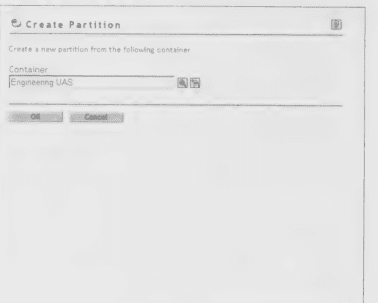 Create Partition
Create a new partition from the following container
Container
Engineering UAS
OK Cancel